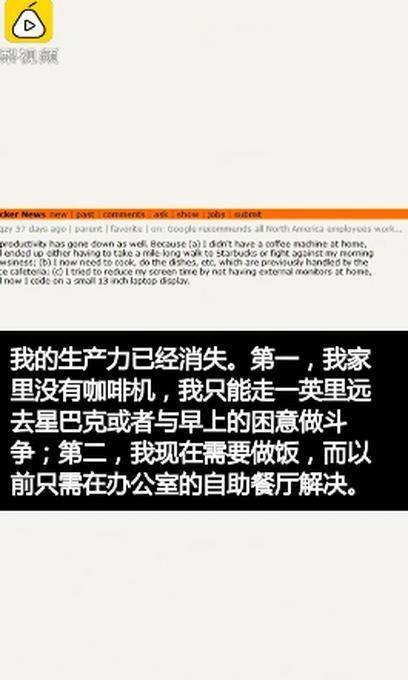 梨视频
cker News new | past | comments | ask | show | jobs | submit
gzy 37 days ago | parent | favorite | on: Google recommends all North America employees work...
productivity has gone down as well. Because (a) I didn't have a coffee machine at home,
I ended up either having to take a mile-long walk to Starbucks or fight against my morning
wsiness; (b) I now need to cook, do the dishes, etc, which are previously handled by the
ce cafeteria; (c) I tried to reduce my screen time by not having external monitors at home,
I now I code on a small 13 inch laptop display.
我的生产力已经消失。第一，我家
里没有咖啡机，我只能走一英里远
去星巴克或者与早上的困意做斗
争；第二，我现在需要做饭，而以
前只需在办公室的自助餐厅解决。